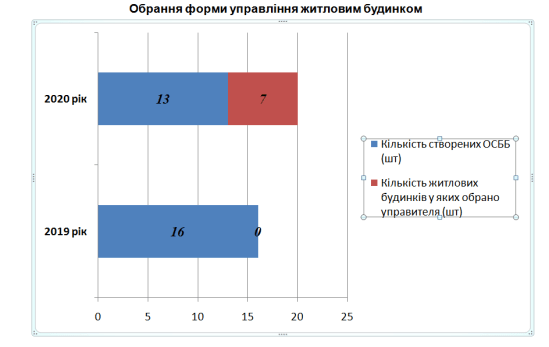 Обрання форми управління житловим будинком
2020 рік
13
7
2019 рік
16
0
0
5
10
15
20
25
Кількість створених ОСББ
(шт)
Кількість житлових
будинків у яких обрано
управителя (шт)